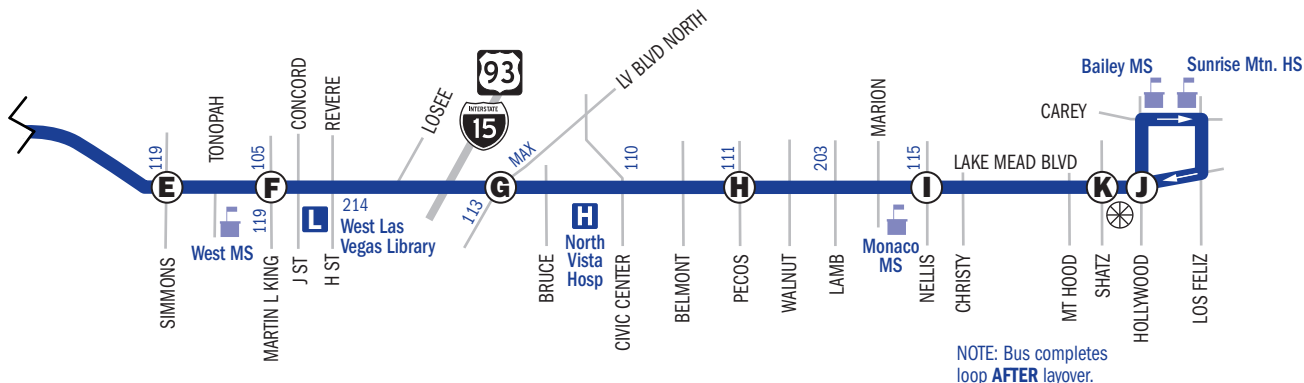 93
INTERSTATE
15
LV BLVD NORTH
Bailey MS
Sunrise Mtn. HS
CAREY
TONOPAH
CONCORD
REVERE
LOSEE
MAX
MARION
119
105
110
111
203
115
LAKE MEAD BLVD
E
F
G
H
I
K
J
119
L
214
West Las
Vegas Library
113
H
North
Vista
Hosp
West MS
Monaco
MS
SIMMONS
MARTIN L KING
J ST
H ST
BRUCE
CIVIC CENTER
BELMONT
PECOS
WALNUT
LAMB
NELLIS
CHRISTY
MT HOOD
SHATZ
HOLLYWOOD
LOS FELIZ
NOTE: Bus completes
loop AFTER layover.